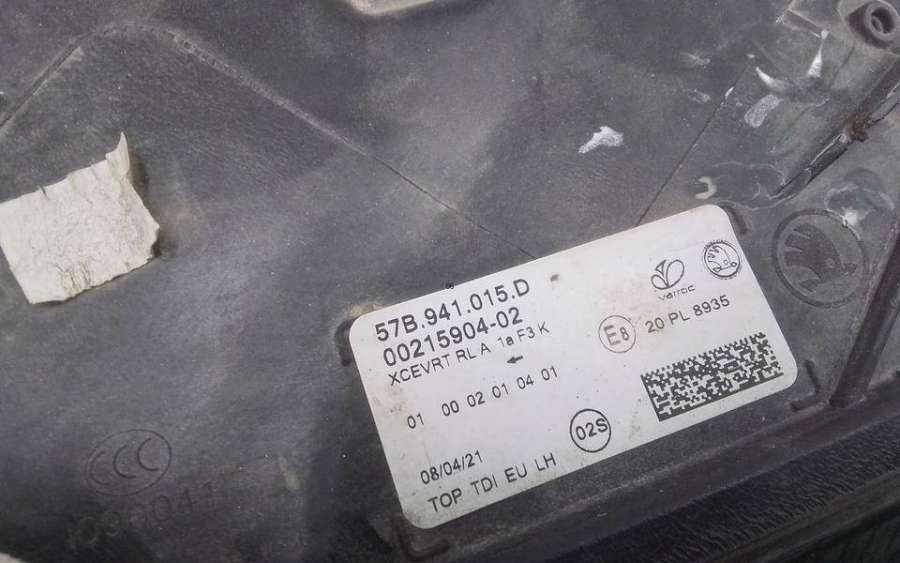 57B.941.015.D
00215904-02
XCEVRT RL A 1a F3 K
varroc
E8 20 PL 8935
01 00 02 01 04 01
08/04/21
02S
TOP TDI EU LH
CCC